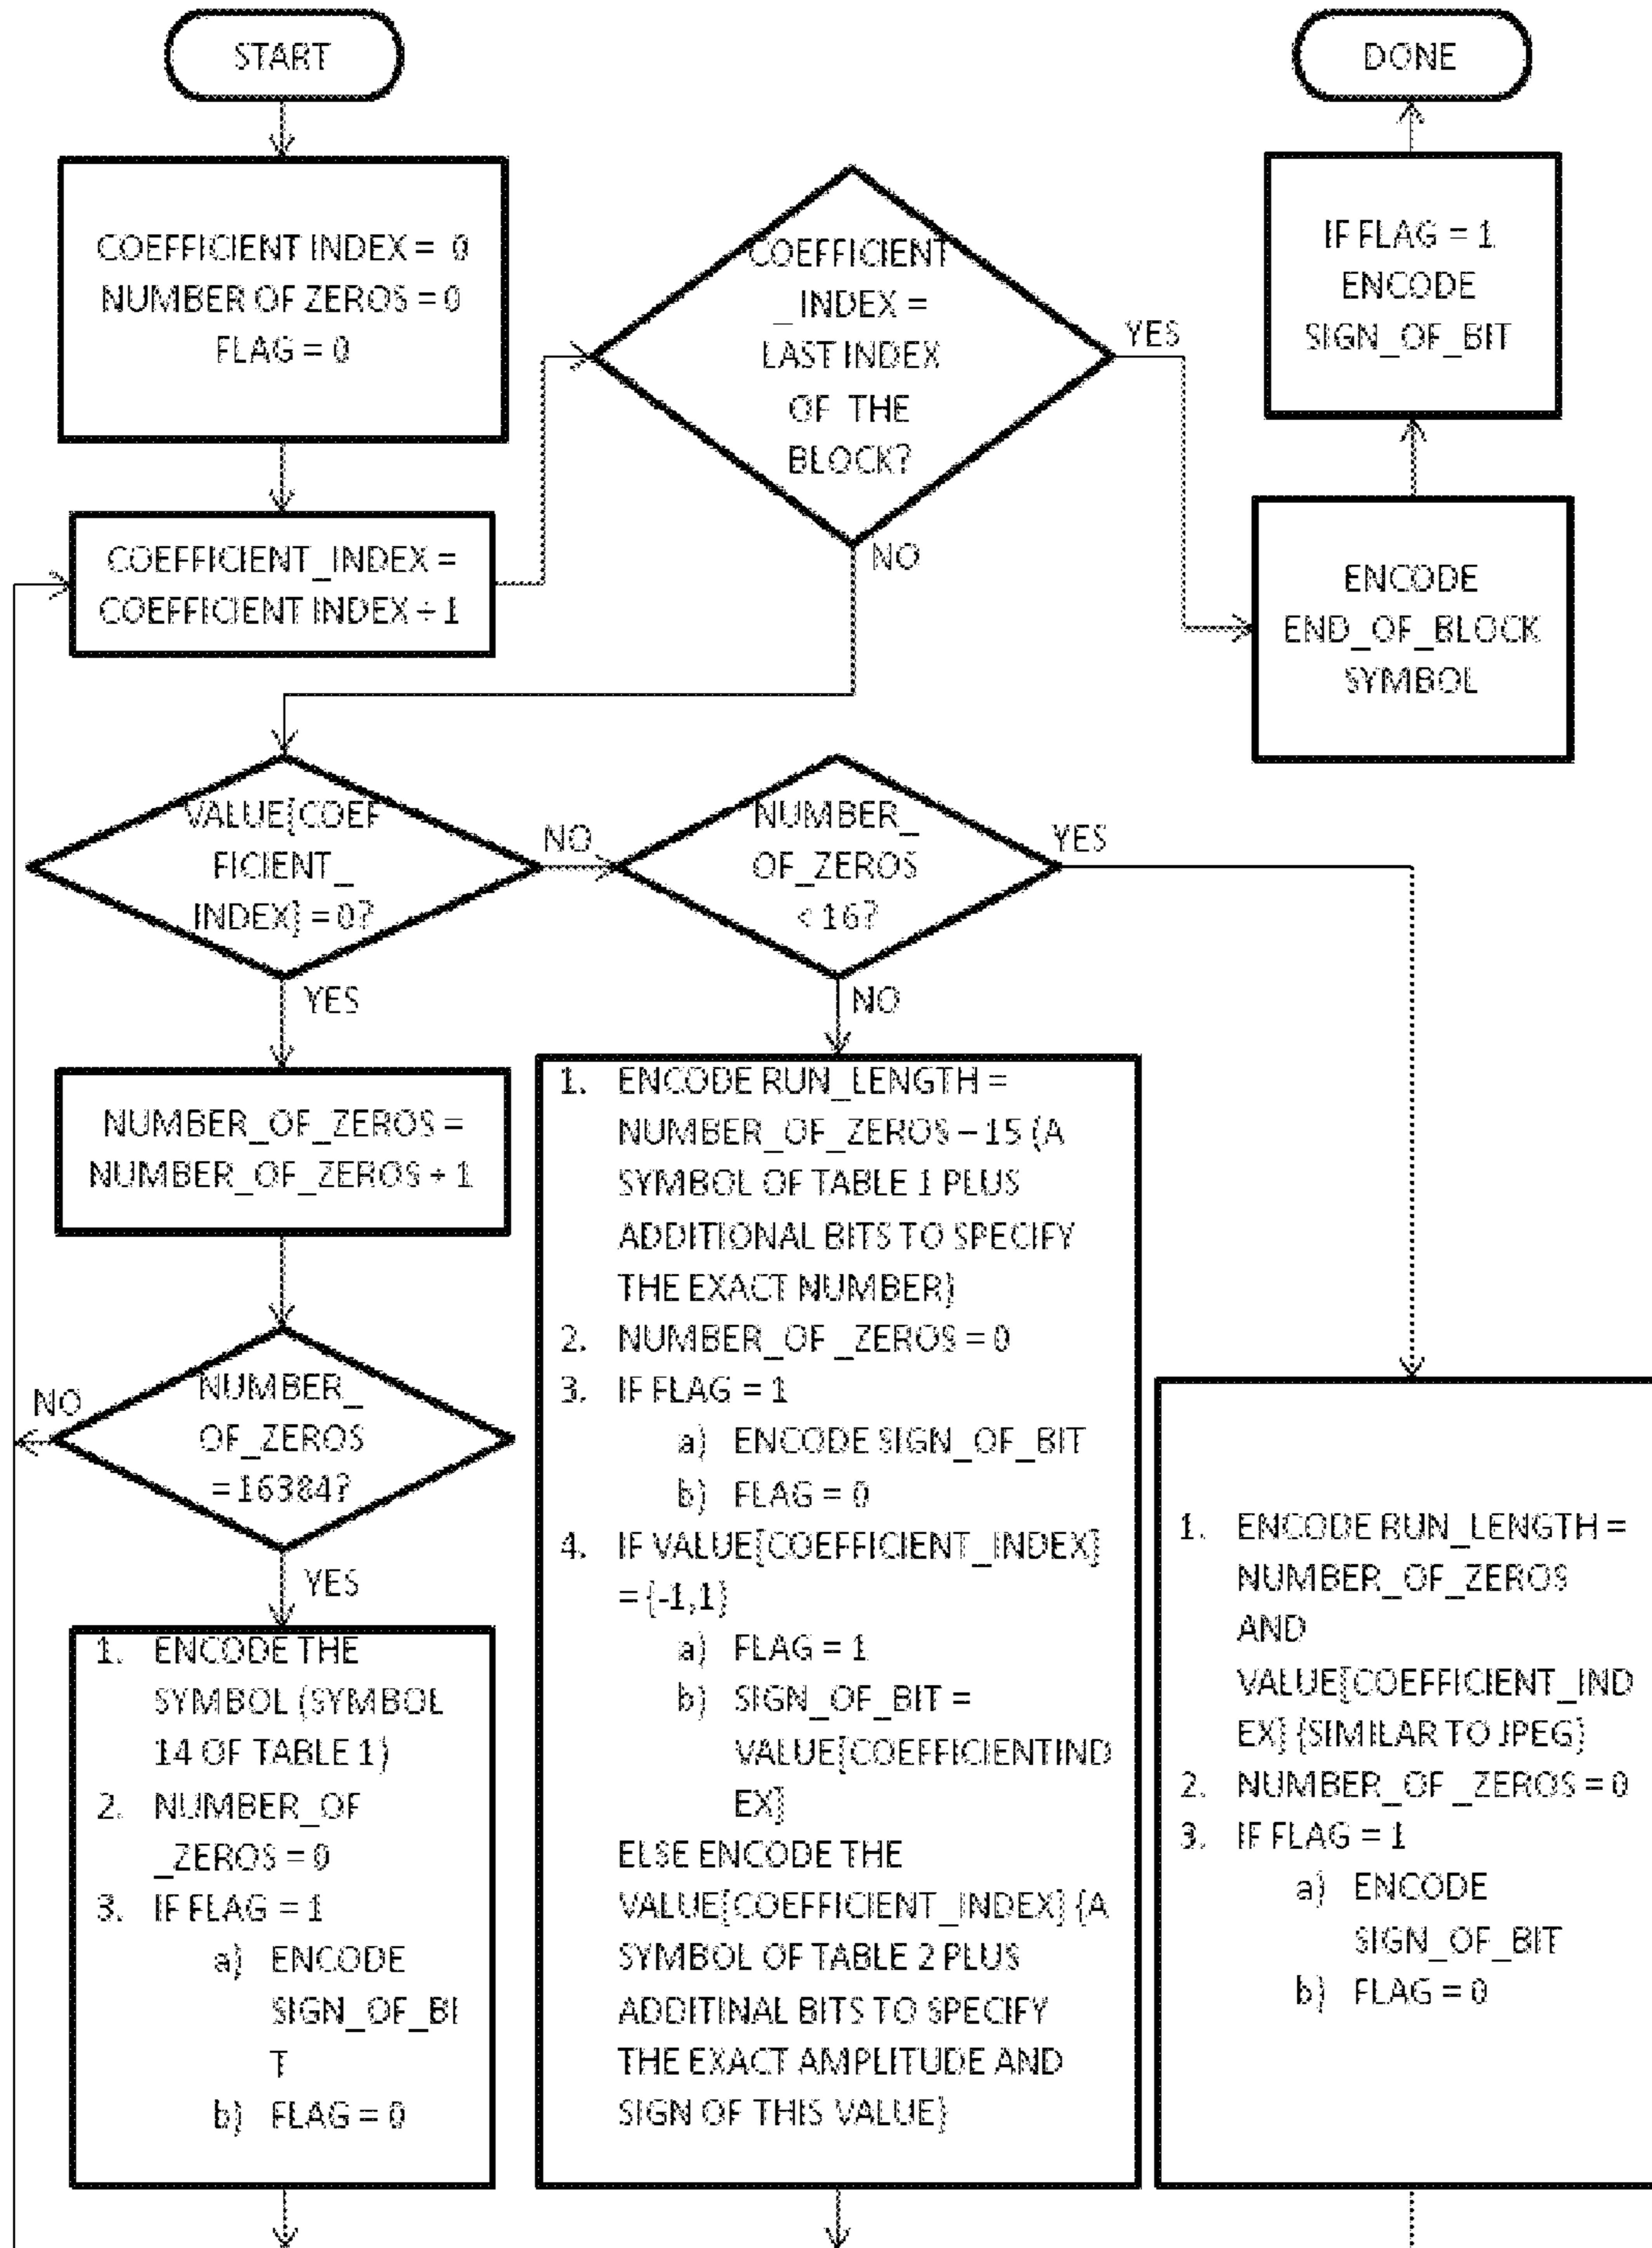 START
COEFFICIENT INDEX = 0
NUMBER OF ZEROS = 0
FLAG = 0
COEFFICIENT_INDEX =
COEFFICIENT INDEX + 1
COEFFICIENT
_ INDEX =
LAST INDEX
OF THE
BLOCK?
YES
NO
DONE
IF FLAG = 1
ENCODE
SIGN_OF_BIT
ENCODE
END_OF_BLOCK
SYMBOL
VALUE[COEF
FICIENT_
INDEX] = 0?
NO
YES
NUMBER_
OF_ZEROS
< 16?
YES
NO
NUMBER_OF_ZEROS =
NUMBER_OF_ZEROS + 1
NUMBER_
OF_ZEROS
= 16384?
NO
YES
1. ENCODE THE
SYMBOL (SYMBOL
14 OF TABLE 1)
2. NUMBER_OF
_ZEROS = 0
3. IF FLAG = 1
a) ENCODE
SIGN_OF_BI
T
b) FLAG = 0
1. ENCODE RUN_LENGTH =
NUMBER_OF_ZEROS – 15 (A
SYMBOL OF TABLE 1 PLUS
ADDITIONAL BITS TO SPECIFY
THE EXACT NUMBER)
2. NUMBER_OF_ZEROS = 0
3. IF FLAG = 1
a) ENCODE SIGN_OF_BIT
b) FLAG = 0
4. IF VALUE[COEFFICIENT_INDEX]
= {-1,1}
a) FLAG = 1
b) SIGN_OF_BIT =
VALUE[COEFFICIENTIND
EX]
ELSE ENCODE THE
VALUE[COEFFICIENT_INDEX] (A
SYMBOL OF TABLE 2 PLUS
ADDITINAL BITS TO SPECIFY
THE EXACT AMPLITUDE AND
SIGN OF THIS VALUE)
1. ENCODE RUN_LENGTH =
NUMBER_OF_ZEROS
AND
VALUE[COEFFICIENT_IND
EX] (SIMILAR TO JPEG)
2. NUMBER_OF_ZEROS = 0
3. IF FLAG = 1
a) ENCODE
SIGN_OF_BIT
b) FLAG = 0